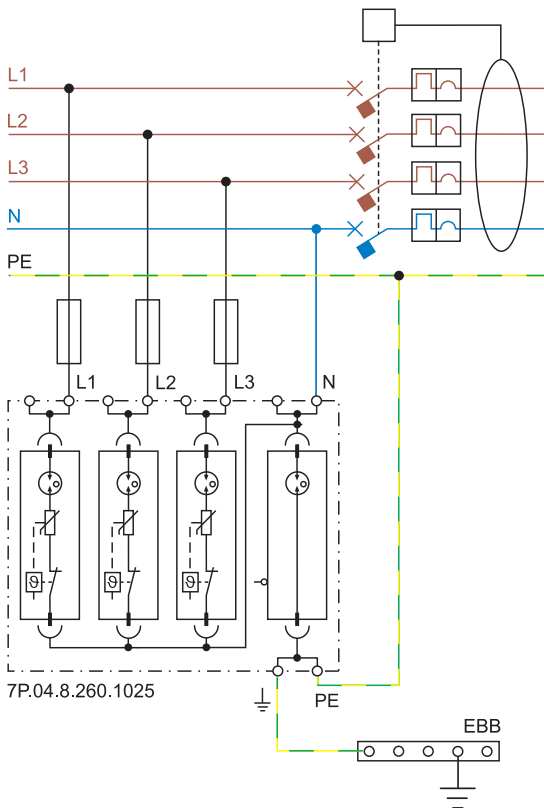 L1
L2
L3
N
PE
L1 L2 L3 N
ϑ ϑ ϑ
7P.04.8.260.1025
PE
EBB